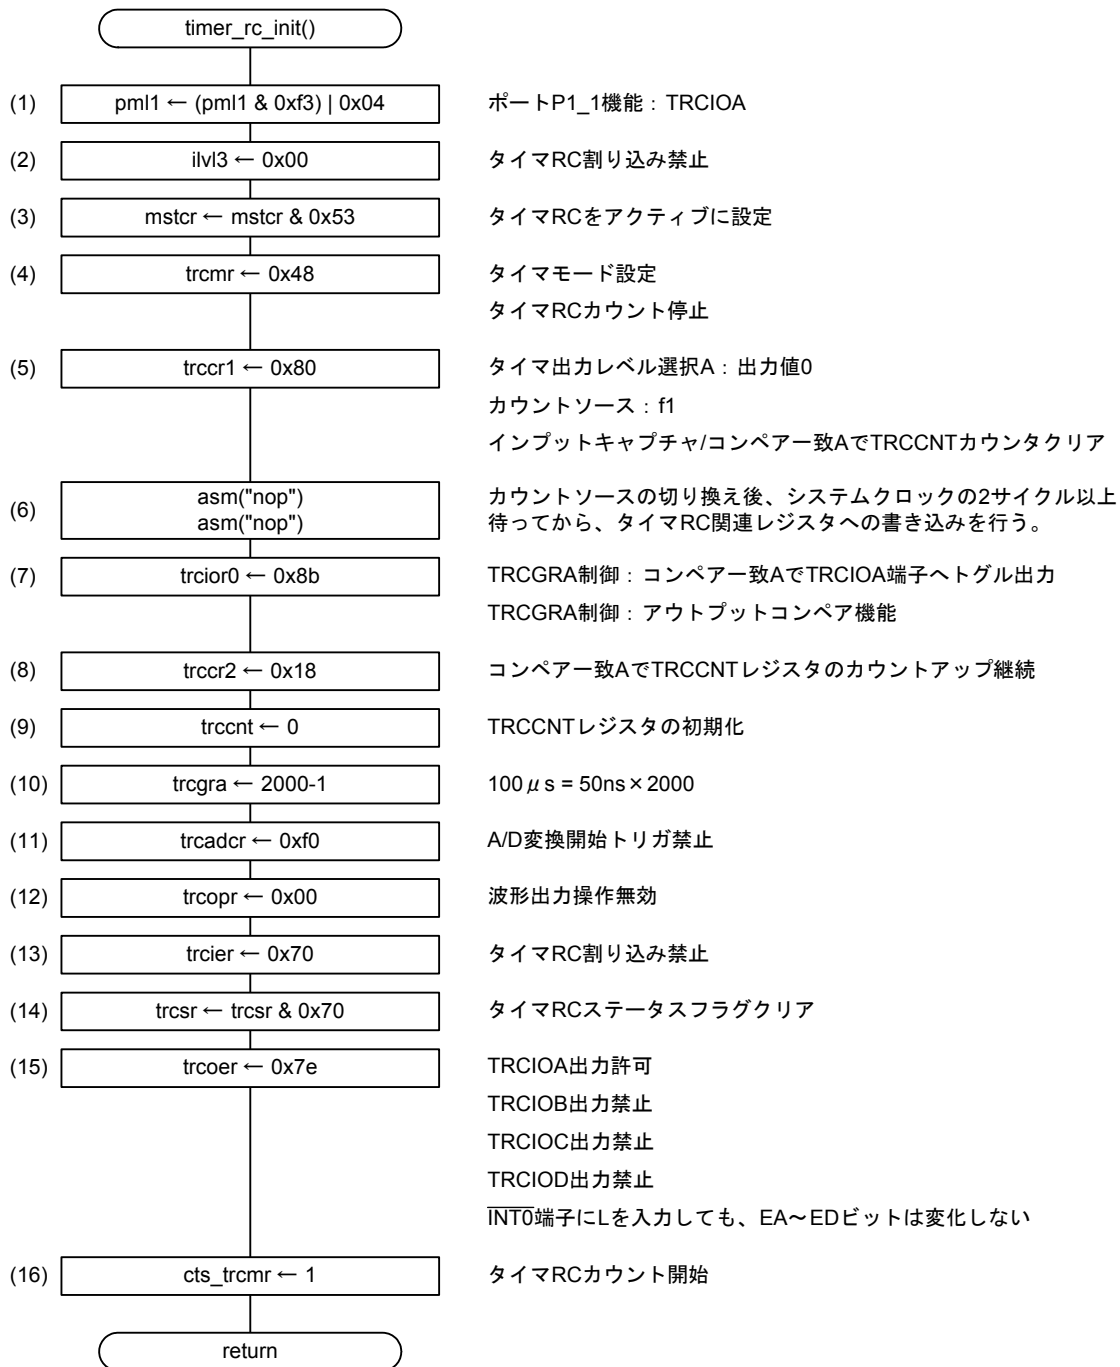 timer_rc_init()
(1) pml1 ← (pml1 & 0xf3) | 0x04 ポートP1_1機能：TRCIOA
(2) ilvl3 ← 0x00 タイマRC割り込み禁止
(3) mstcr ← mstcr & 0x53 タイマRCをアクティブに設定
(4) trcmr ← 0x48 タイマモード設定
タイマRCカウント停止
(5) trccr1 ← 0x80 タイマ出力レベル選択A：出力値0
カウントソース：f1
インプットキャプチャ/コンペア一致AでTRCCNTカウンタクリア
(6) asm("nop") カウントソースの切り換え後、システムクロックの2サイクル以上
asm("nop") 待ってから、タイマRC関連レジスタへの書き込みを行う。
(7) trcior0 ← 0x8b TRCGRA制御：コンペア一致AでTRCIOA端子へトグル出力
TRCGRA制御：アウトプットコンペア機能
(8) trccr2 ← 0x18 コンペア一致AでTRCCNTレジスタのカウントアップ継続
(9) trccnt ← 0 TRCCNTレジスタの初期化
(10) trcgra ← 2000-1 100μs = 50ns×2000
(11) trcadcr ← 0xf0 A/D変換開始トリガ禁止
(12) trcopr ← 0x00 波形出力操作無効
(13) trcier ← 0x70 タイマRC割り込み禁止
(14) trcsr ← trcsr & 0x70 タイマRCステータスフラグクリア
(15) trcoer ← 0x7e TRCIOA出力許可
TRCIOB出力禁止
TRCIOC出力禁止
TRCIOD出力禁止
INT0端子にLを入力しても、EA～EDビットは変化しない
(16) cts_trcmr ← 1 タイマRCカウント開始
return